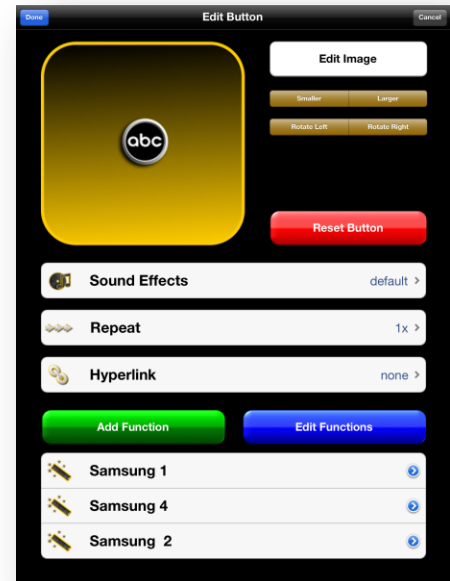 Done Edit Button Cancel
abc
Edit Image
Smaller Larger
Rotate Left Rotate Right
Reset Button
Sound Effects default
Repeat 1x
Hyperlink none
Add Function Edit Functions
Samsung 1
Samsung 4
Samsung 2